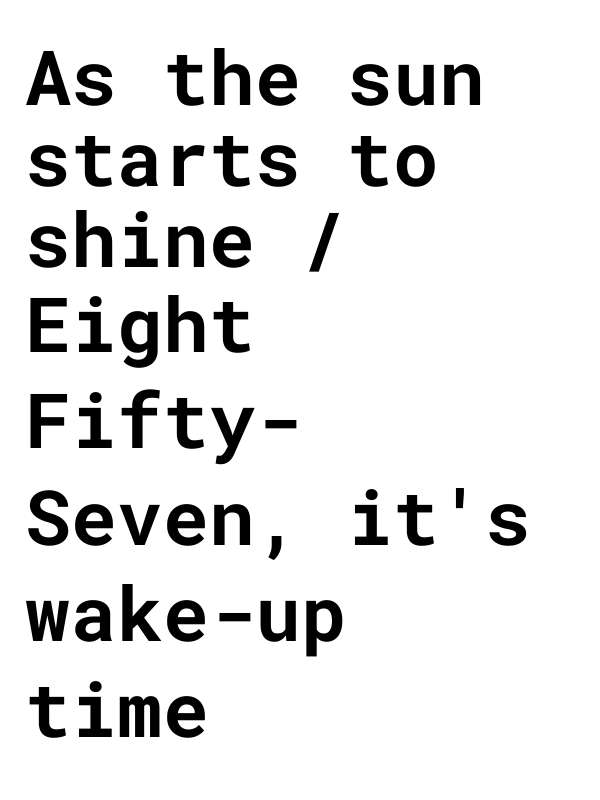 As the sun
starts to
shine /
Eight
Fifty-
Seven, it's
wake-up
time